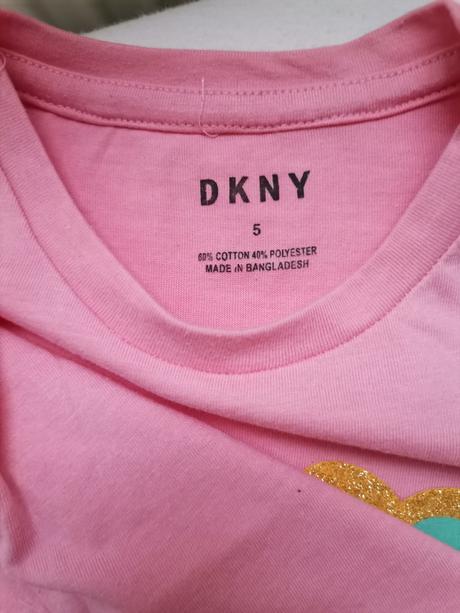 DKNY
5
60% COTTON 40% POLYESTER
MADE IN BANGLADESH